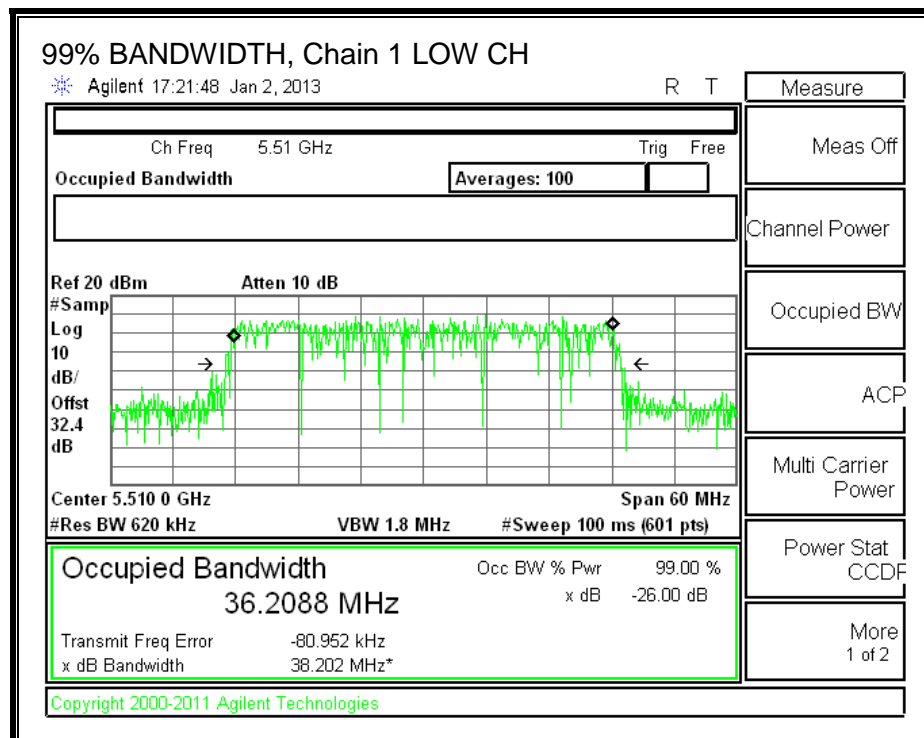 99% BANDWIDTH, Chain 1 LOW CH
Agilent 17:21:48 Jan 2, 2013 R T
Measure
Ch Freq 5.51 GHz Trig Free
Occupied Bandwidth Averages: 100
Meas Off
Channel Power
Ref 20 dBm Atten 10 dB
#Samp
Log
10
dB/
Offst
32.4
dB
Occupied BW
ACP
Center 5.510 0 GHz Span 60 MHz
#Res BW 620 kHz VBW 1.8 MHz #Sweep 100 ms (601 pts)
Multi Carrier
Power
Occupied Bandwidth Occ BW % Pwr 99.00 %
36.2088 MHz x dB -26.00 dB
Transmit Freq Error -80.952 kHz
x dB Bandwidth 38.202 MHz*
Power Stat
CCDF
More
1 of 2
Copyright 2000-2011 Agilent Technologies